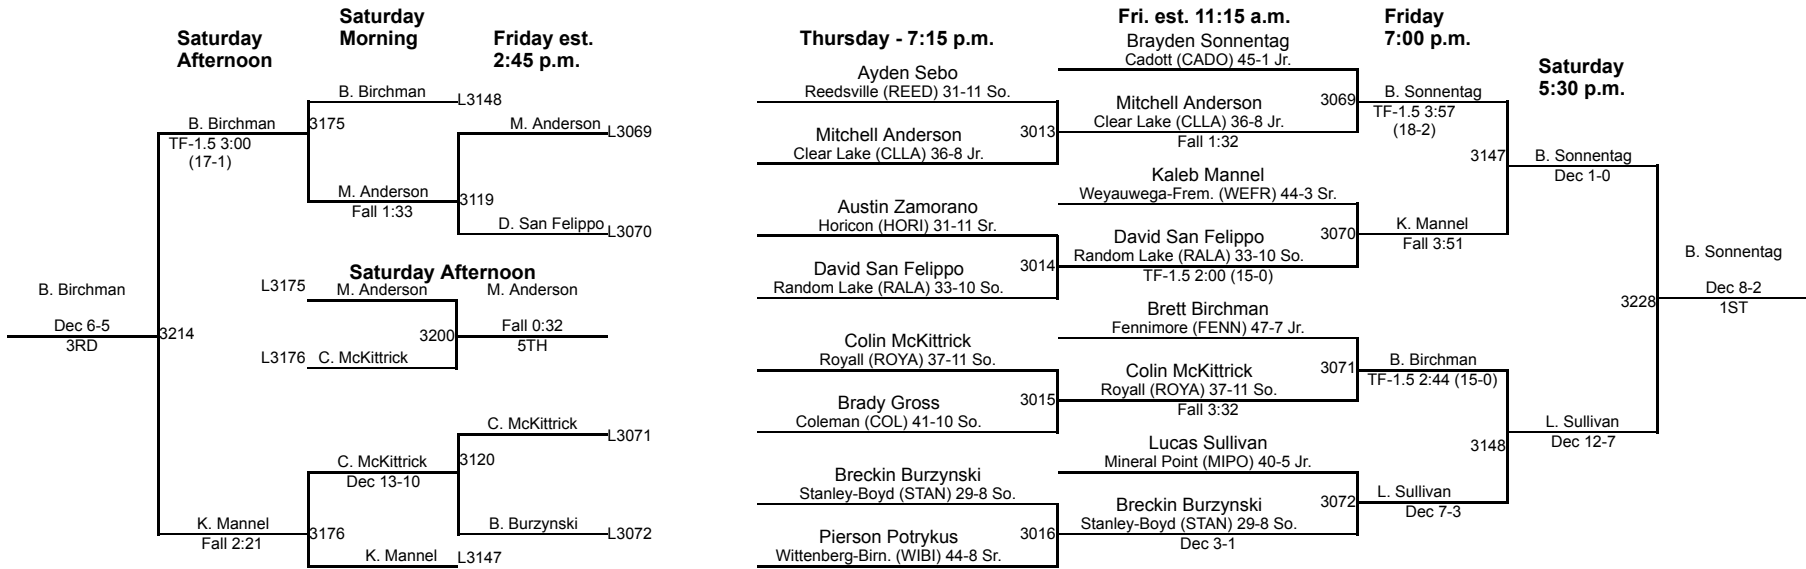 Saturday
Afternoon
Saturday
Morning
Friday est.
2:45 p.m.
B. Birchman
L3148
B. Birchman
3175
TF-1.5 3:00
(17-1)
M. Anderson
L3069
M. Anderson
3119
Fall 1:33
D. San Felippo
L3070
Saturday Afternoon
L3175
M. Anderson
M. Anderson
B. Birchman
Dec 6-5
3RD
3214
3200
Fall 0:32
5TH
L3176
C. McKittrick
C. McKittrick
L3071
C. McKittrick
3120
Dec 13-10
K. Mannel
3176
Fall 2:21
B. Burzynski
L3072
K. Mannel
L3147
Thursday - 7:15 p.m.
Fri. est. 11:15 a.m.
Friday
7:00 p.m.
Saturday
5:30 p.m.
Ayden Sebo
Reedsville (REED) 31-11 So.
3013
Mitchell Anderson
Clear Lake (CLLA) 36-8 Jr.
Austin Zamorano
Horicon (HORI) 31-11 Sr.
3014
David San Felippo
Random Lake (RALA) 33-10 So.
Colin McKittrick
Royall (ROYA) 37-11 So.
3015
Brady Gross
Coleman (COL) 41-10 So.
Breckin Burzynski
Stanley-Boyd (STAN) 29-8 So.
3016
Pierson Potrykus
Wittenberg-Birn. (WIBI) 44-8 Sr.
Brayden Sonnentag
Cadott (CADO) 45-1 Jr.
3069
Mitchell Anderson
Clear Lake (CLLA) 36-8 Jr.
Fall 1:32
Kaleb Mannel
Weyauwega-Frem. (WEFR) 44-3 Sr.
3070
David San Felippo
Random Lake (RALA) 33-10 So.
TF-1.5 2:00 (15-0)
Brett Birchman
Fennimore (FENN) 47-7 Jr.
3071
Colin McKittrick
Royall (ROYA) 37-11 So.
Fall 3:32
Lucas Sullivan
Mineral Point (MIPO) 40-5 Jr.
3072
Breckin Burzynski
Stanley-Boyd (STAN) 29-8 So.
Dec 3-1
B. Sonnentag
TF-1.5 3:57
(18-2)
3147
K. Mannel
Fall 3:51
B. Birchman
TF-1.5 2:44 (15-0)
3148
L. Sullivan
Dec 7-3
B. Sonnentag
Dec 1-0
3228
L. Sullivan
Dec 12-7
B. Sonnentag
Dec 8-2
1ST